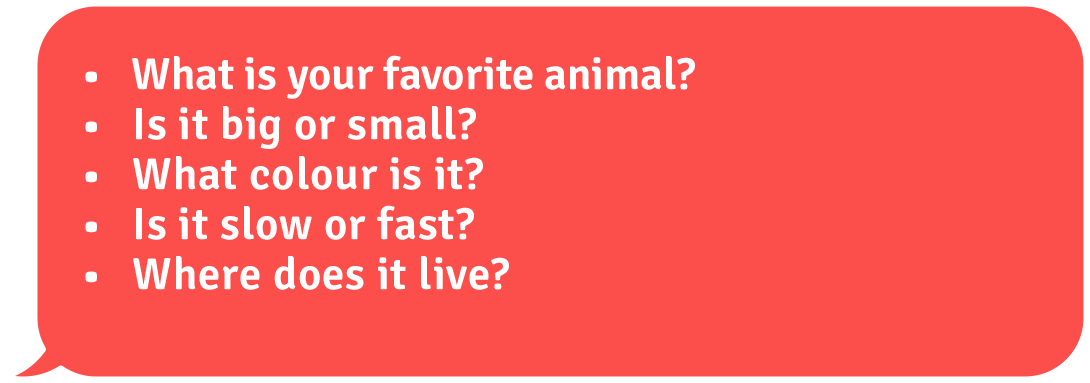 • What is your favorite animal?
• Is it big or small?
• What colour is it?
• Is it slow or fast?
• Where does it live?